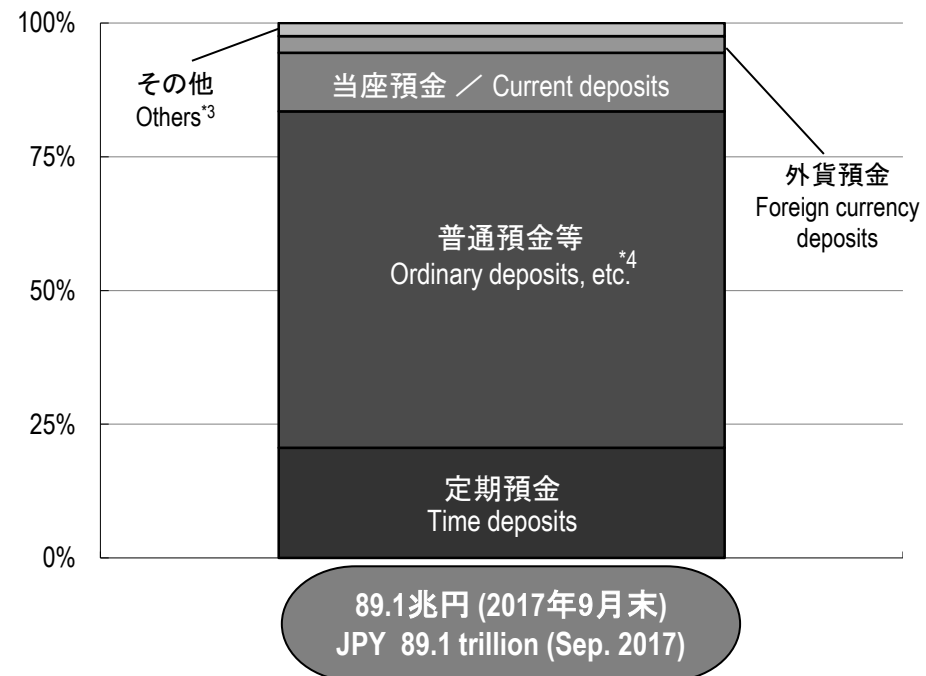 100%
その他
Others*3
当座預金 ／ Current deposits
75%
外貨預金
Foreign currency
deposits
普通預金等
Ordinary deposits, etc.*4
50%
25%
定期預金
Time deposits
0%
89.1兆円 (2017年9月末)
JPY 89.1 trillion (Sep. 2017)